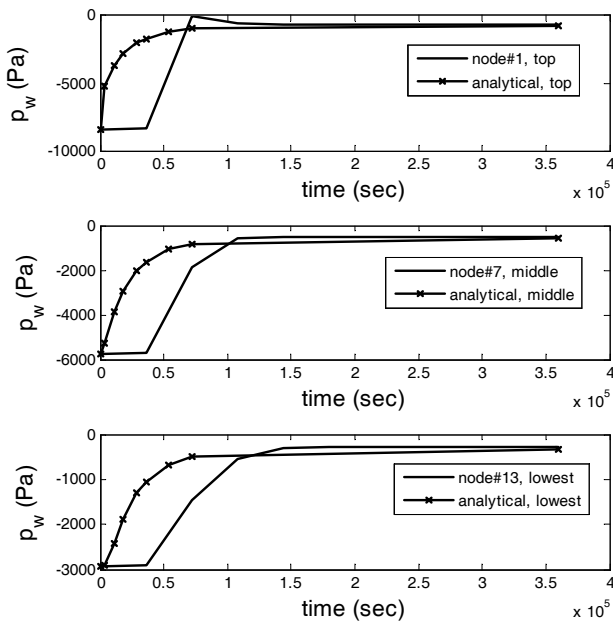 0
-5000
-10000
p_w (Pa)
node#1, top
analytical, top
0 0.5 1 1.5 2 2.5 3 3.5 4
time (sec)
x 10^5
0
-2000
-4000
-6000
p_w (Pa)
node#7, middle
analytical, middle
0 0.5 1 1.5 2 2.5 3 3.5 4
time (sec)
x 10^5
0
-1000
-2000
-3000
p_w (Pa)
node#13, lowest
analytical, lowest
0 0.5 1 1.5 2 2.5 3 3.5 4
time (sec)
x 10^5